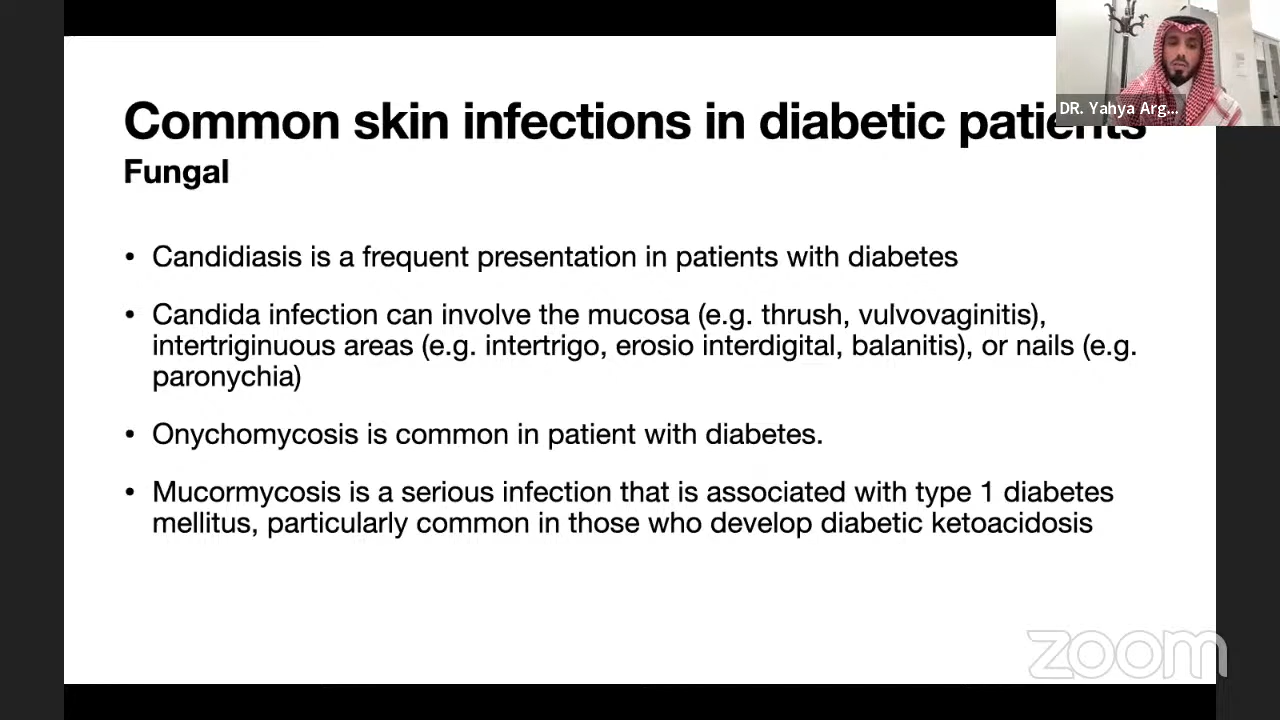 Common skin infections in diabetic patients
Fungal
DR. Yahya Arg...
• Candidiasis is a frequent presentation in patients with diabetes
• Candida infection can involve the mucosa (e.g. thrush, vulvovaginitis),
intertriginuous areas (e.g. intertrigo, erosio interdigital, balanitis), or nails (e.g.
paronychia)
• Onychomycosis is common in patient with diabetes.
• Mucormycosis is a serious infection that is associated with type 1 diabetes
mellitus, particularly common in those who develop diabetic ketoacidosis
zoom